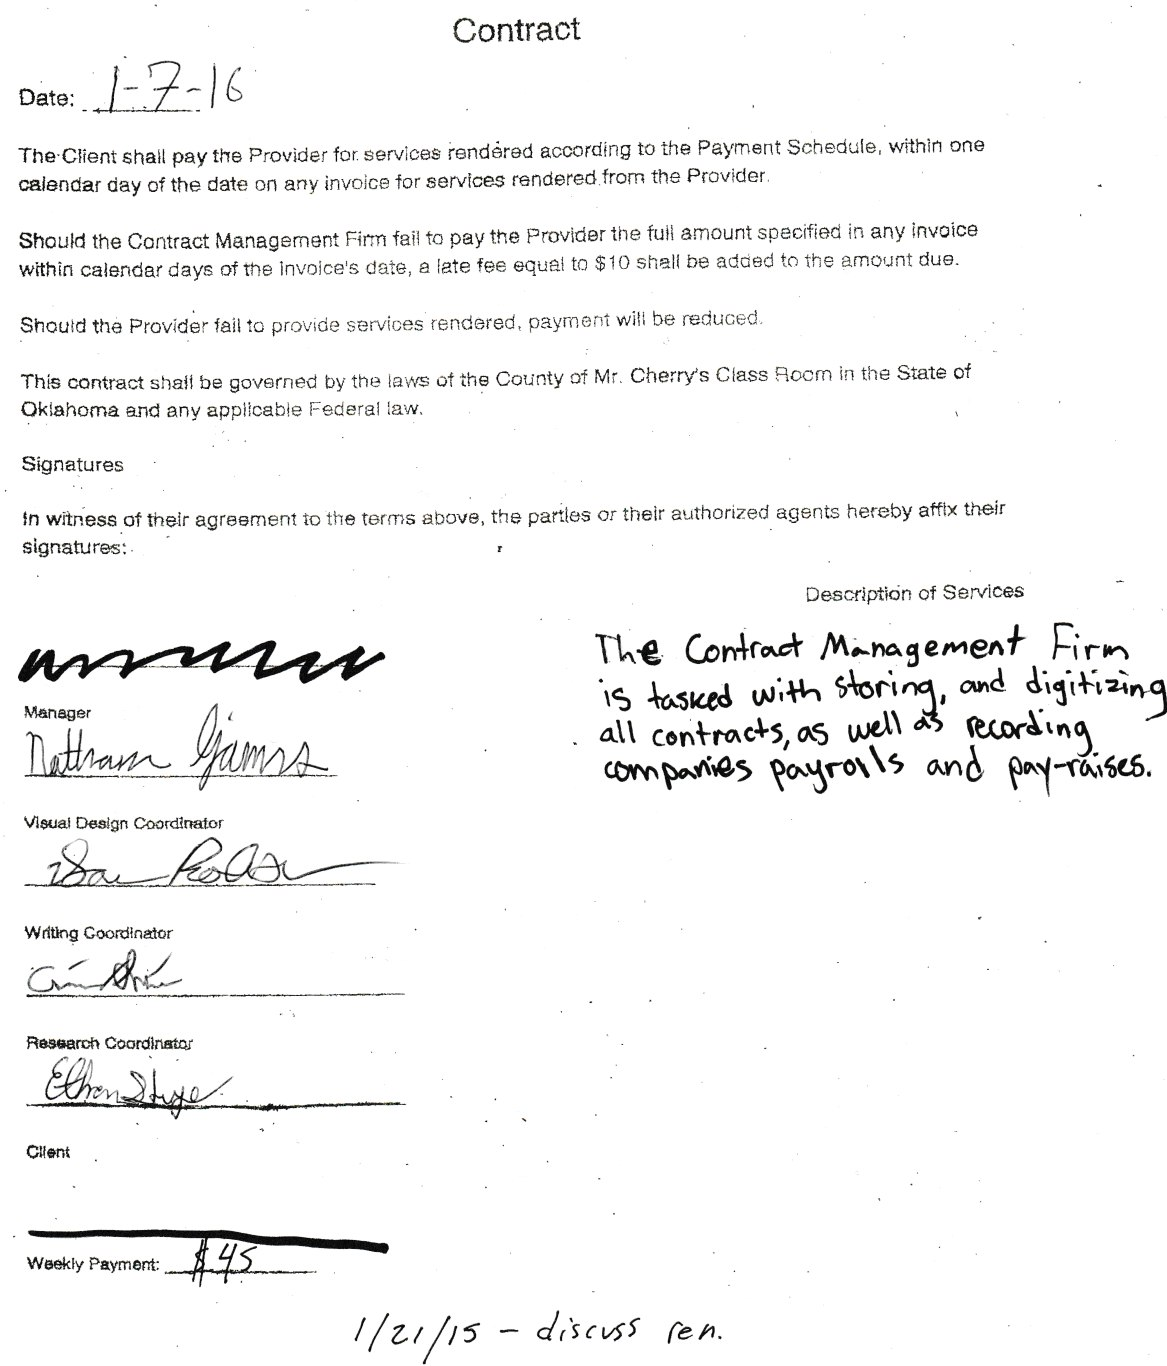 Contract
Date: 1-7-16
The Client shall pay the Provider for services rendered according to the Payment Schedule, within one
calendar day of the date on any invoice for services rendered from the Provider.
Should the Contract Management Firm fail to pay the Provider the full amount specified in any invoice
within calendar days of the invoice's date, a late fee equal to $10 shall be added to the amount due.
Should the Provider fail to provide services rendered, payment will be reduced.
This contract shall be governed by the laws of the County of Mr. Cherry's Class Room in the State of
Oklahoma and any applicable Federal law.
Signatures
In witness of their agreement to the terms above, the parties or their authorized agents hereby affix their
signatures:
Description of Services
The Contract Management Firm
is tasked with storing, and digitizing
all contracts, as well as recording
companies payrolls and pay-raises.
Manager
Visual Design Coordinator
Writing Coordinator
Research Coordinator
Ethan
Client
Weekly Payment: $45
1/21/15 - discuss ren.